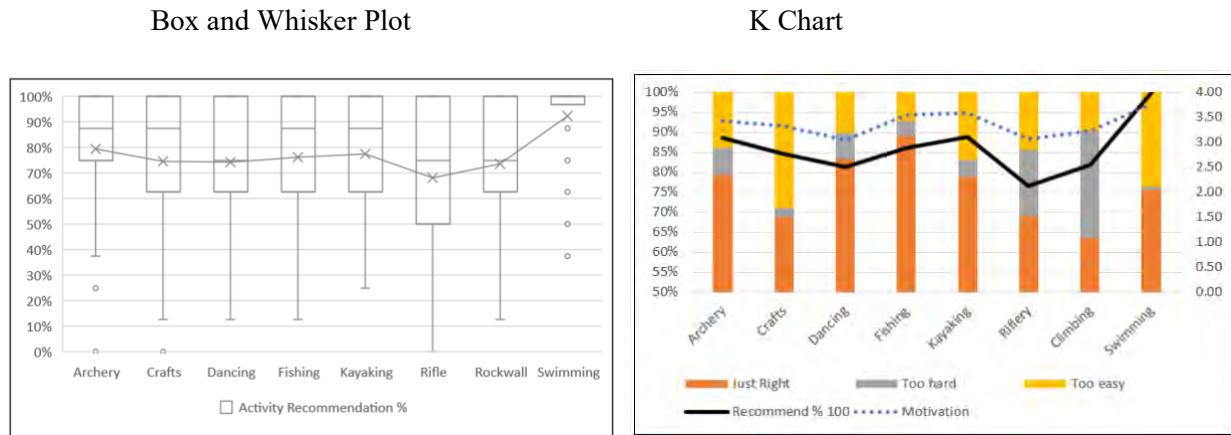 Box and Whisker Plot
K Chart
100%
90%
80%
70%
60%
50%
40%
30%
20%
10%
0%
Archery Crafts Dancing Fishing Kayaking Rifle Rockwall Swimming
Activity Recommendation %
100%
95%
90%
85%
80%
75%
70%
65%
60%
55%
50%
4.00
3.50
3.00
2.50
2.00
1.50
1.00
0.50
0.00
Archery
Crafts
Dancing
Fishing
Kayaking
Riflery
Climbing
Swimming
Just Right Too hard Too easy
Recommend % 100 Motivation